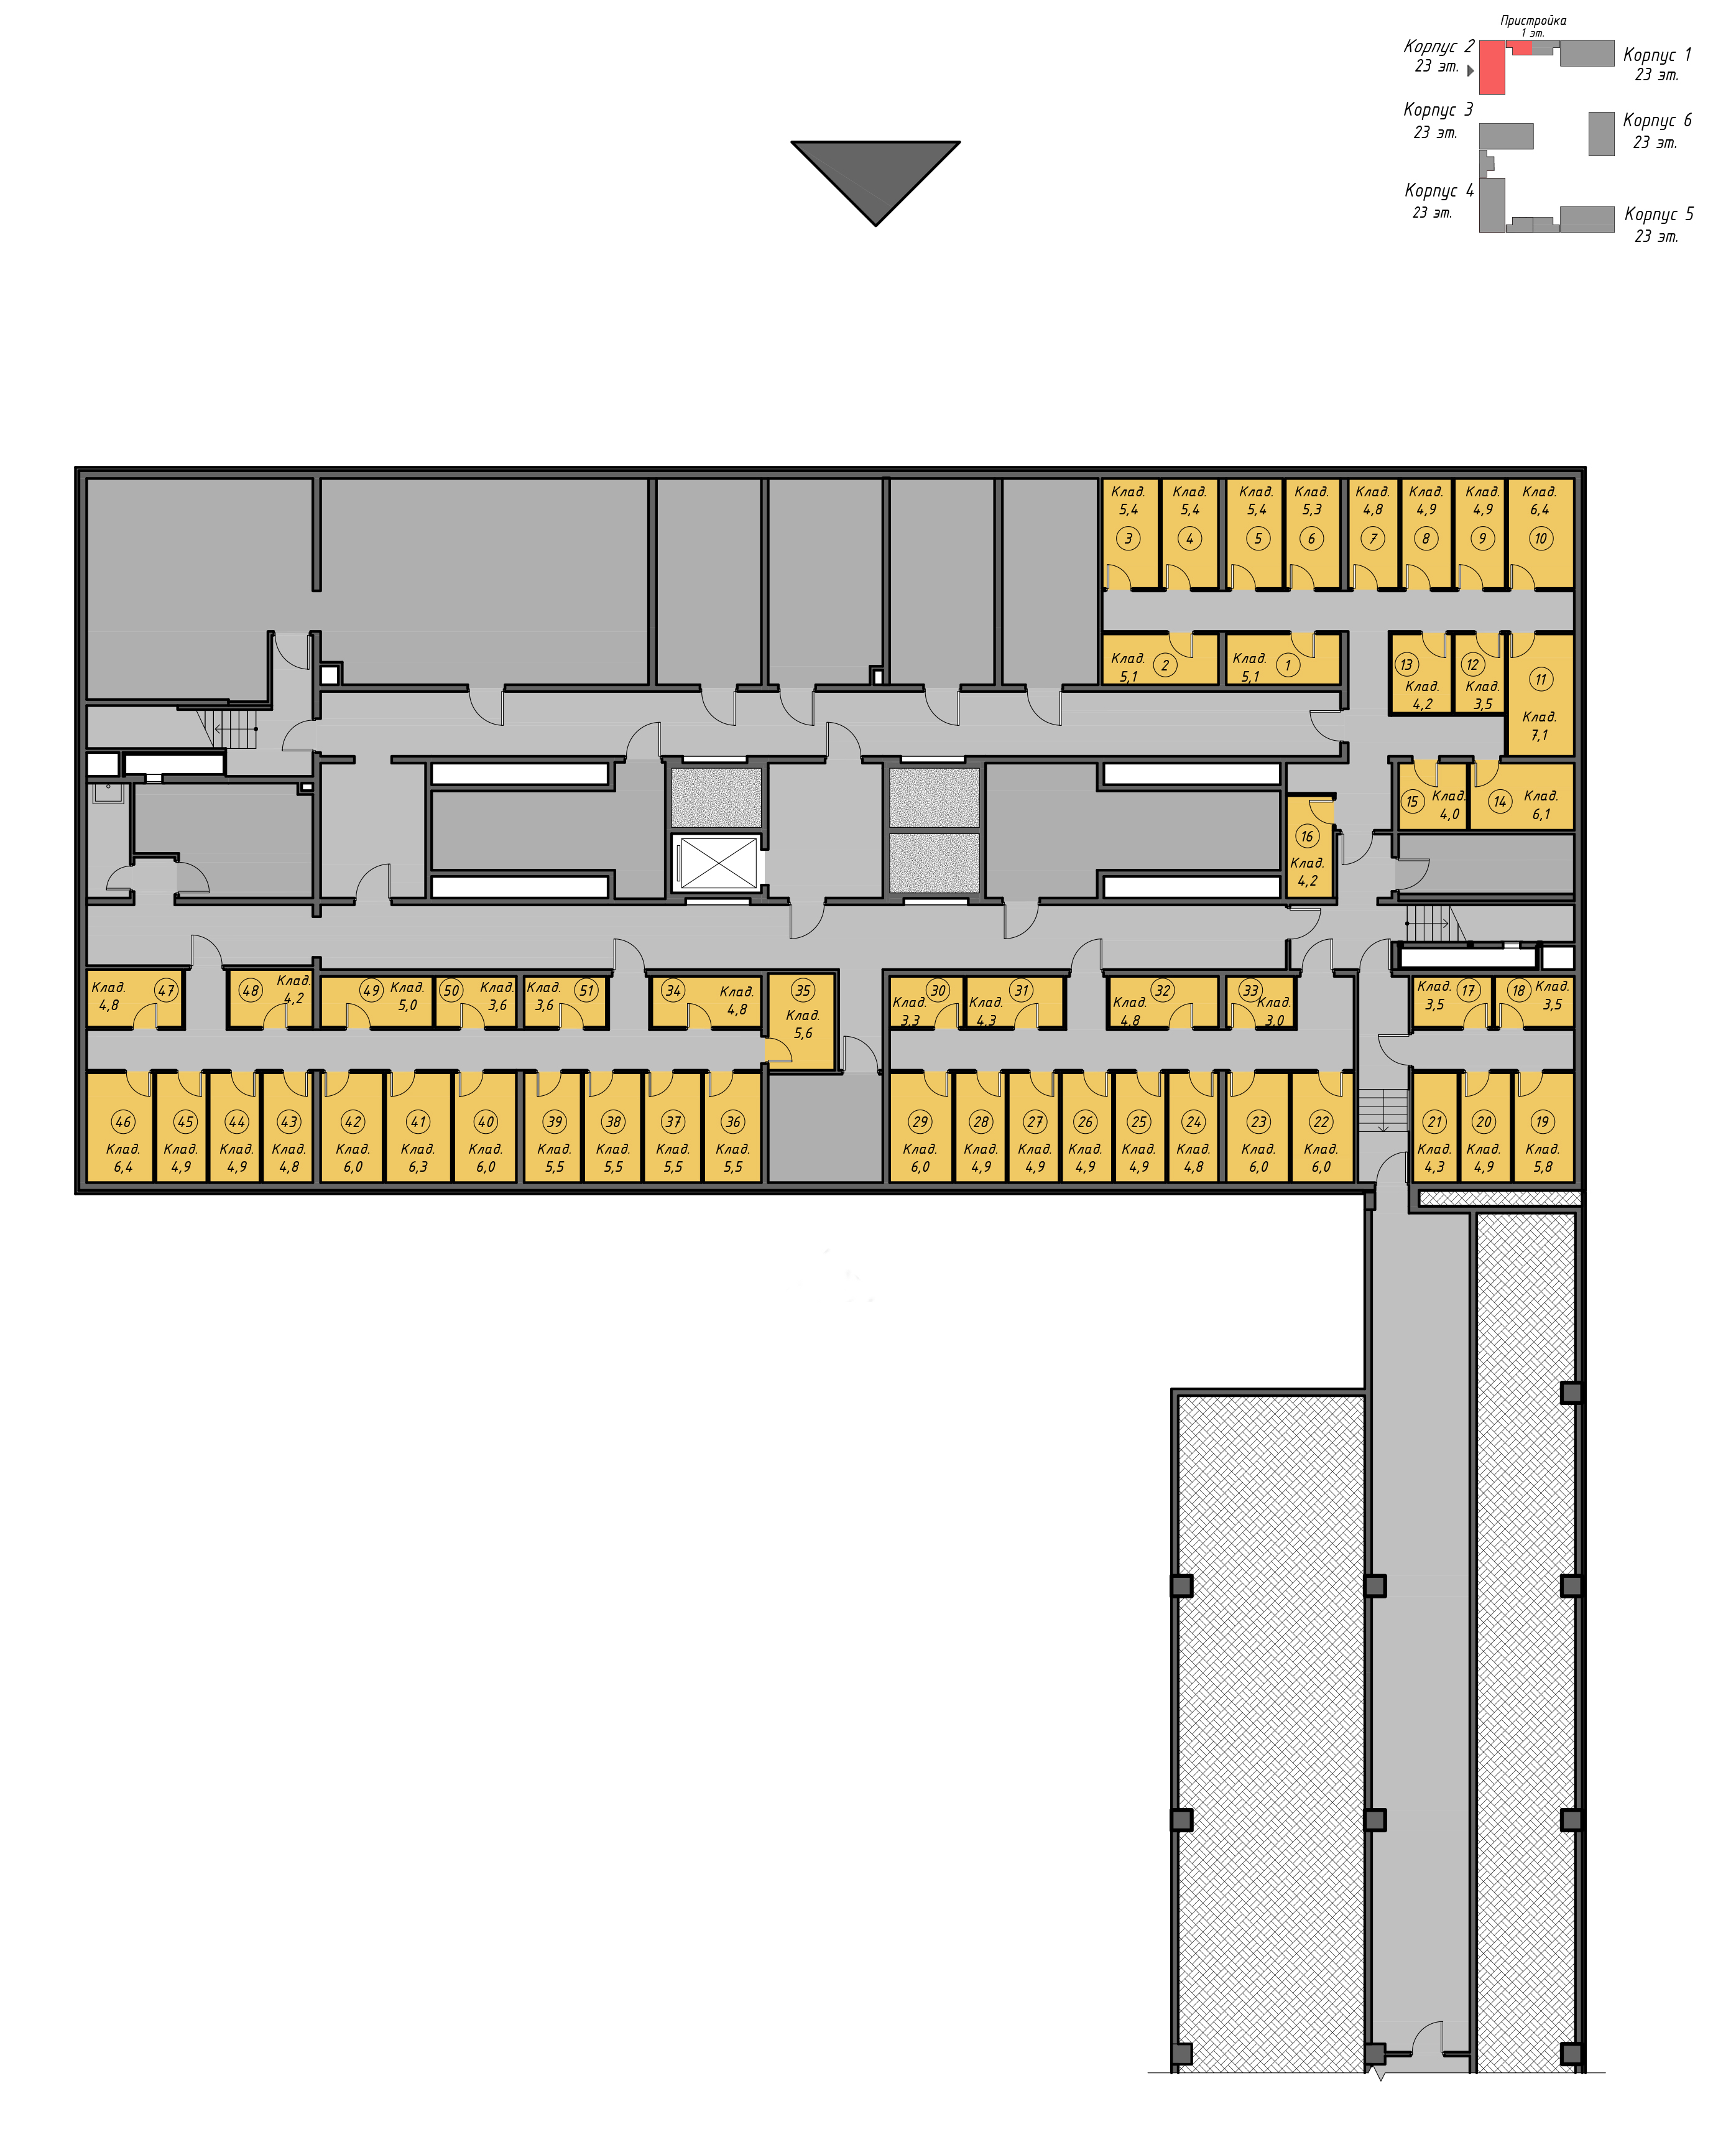 Пристройка
1 эт.
Корпус 2
23 эт.
Корпус 1
23 эт.
Корпус 3
23 эт.
Корпус 6
23 эт.
Корпус 4
23 эт.
Корпус 5
23 эт.
Клад.
5,4
3
Клад.
5,4
4
Клад.
5,4
5
Клад.
5,3
6
Клад.
4,8
7
Клад.
4,9
8
Клад.
4,9
9
Клад.
6,4
10
Клад.
5,1
2
Клад.
5,1
1
13
Клад.
4,2
12
Клад.
3,5
11
Клад.
7,1
15
Клад.
4,0
14
Клад.
6,1
16
Клад.
4,2
Клад.
4,8
47
48
Клад.
4,2
49
Клад.
5,0
50
Клад.
3,6
Клад.
3,6
51
34
Клад.
4,8
35
Клад.
5,6
30
Клад.
3,3
31
Клад.
4,3
32
Клад.
4,8
33
Клад.
3,0
Клад.
3,5
17
18
Клад.
3,5
46
Клад.
6,4
45
Клад.
4,9
44
Клад.
4,9
43
Клад.
4,8
42
Клад.
6,0
41
Клад.
6,3
40
Клад.
6,0
39
Клад.
5,5
38
Клад.
5,5
37
Клад.
5,5
36
Клад.
5,5
29
Клад.
6,0
28
Клад.
4,9
27
Клад.
4,9
26
Клад.
4,9
25
Клад.
4,9
24
Клад.
4,8
23
Клад.
6,0
22
Клад.
6,0
21
Клад.
4,3
20
Клад.
4,9
19
Клад.
5,8